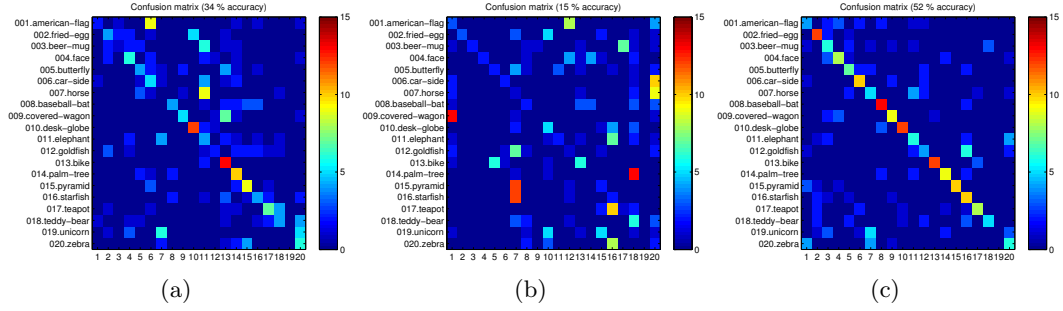 Confusion matrix (34 % accuracy)
001.american-flag
002.fried-egg
003.beer-mug
004.face
005.butterfly
006.car-side
007.horse
008.baseball-bat
009.covered-wagon
010.desk-globe
011.elephant
012.goldfish
013.bike
014.palm-tree
015.pyramid
016.starfish
017.teapot
018.teddy-bear
019.unicorn
020.zebra
1 2 3 4 5 6 7 8 9 10 11 12 13 14 15 16 17 18 19 20
15
10
5
0
(a)
Confusion matrix (15 % accuracy)
001.american-flag
002.fried-egg
003.beer-mug
004.face
005.butterfly
006.car-side
007.horse
008.baseball-bat
009.covered-wagon
010.desk-globe
011.elephant
012.goldfish
013.bike
014.palm-tree
015.pyramid
016.starfish
017.teapot
018.teddy-bear
019.unicorn
020.zebra
1 2 3 4 5 6 7 8 9 10 11 12 13 14 15 16 17 18 19 20
15
10
5
0
(b)
Confusion matrix (52 % accuracy)
001.american-flag
002.fried-egg
003.beer-mug
004.face
005.butterfly
006.car-side
007.horse
008.baseball-bat
009.covered-wagon
010.desk-globe
011.elephant
012.goldfish
013.bike
014.palm-tree
015.pyramid
016.starfish
017.teapot
018.teddy-bear
019.unicorn
020.zebra
1 2 3 4 5 6 7 8 9 10 11 12 13 14 15 16 17 18 19 20
15
10
5
0
(c)